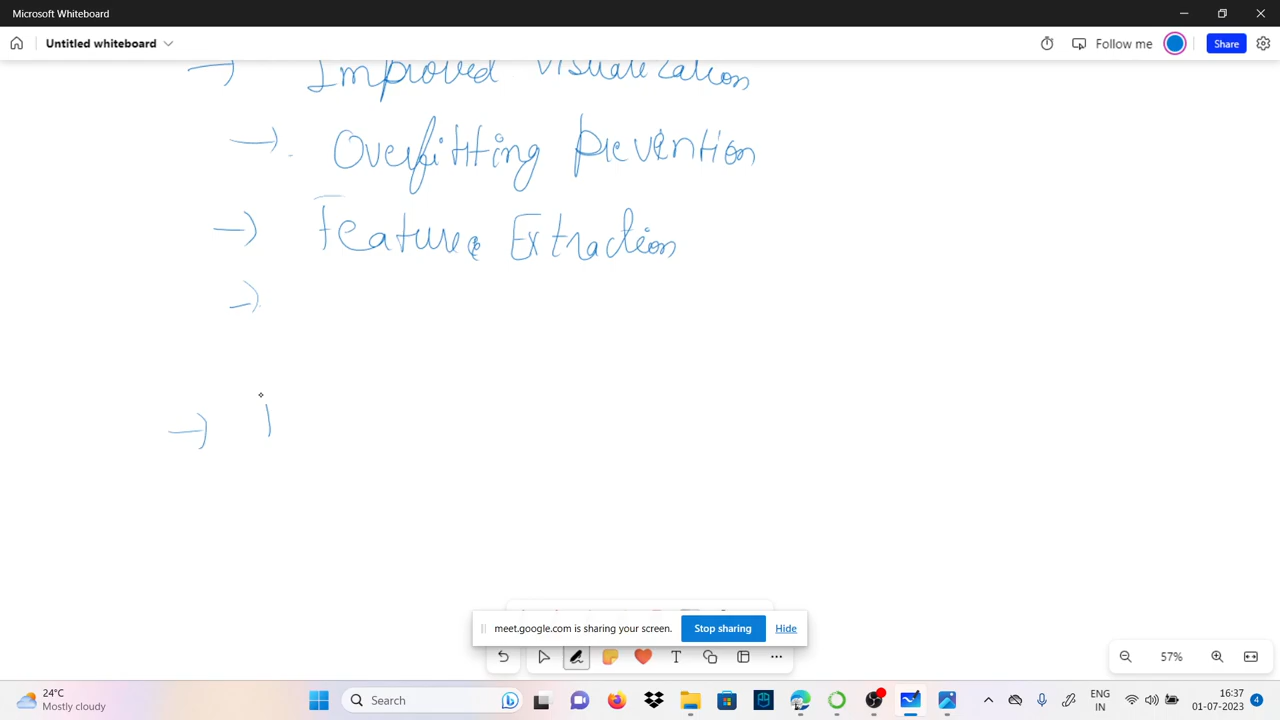 Microsoft Whiteboard
Untitled whiteboard
Follow me
Share
→ Improved Visualization
→ Overfitting Prevention
→ Feature Extraction
→
→
meet.google.com is sharing your screen. Stop sharing Hide
57%
24°C
Mostly cloudy
Search
ENG
IN
16:37
01-07-2023
4